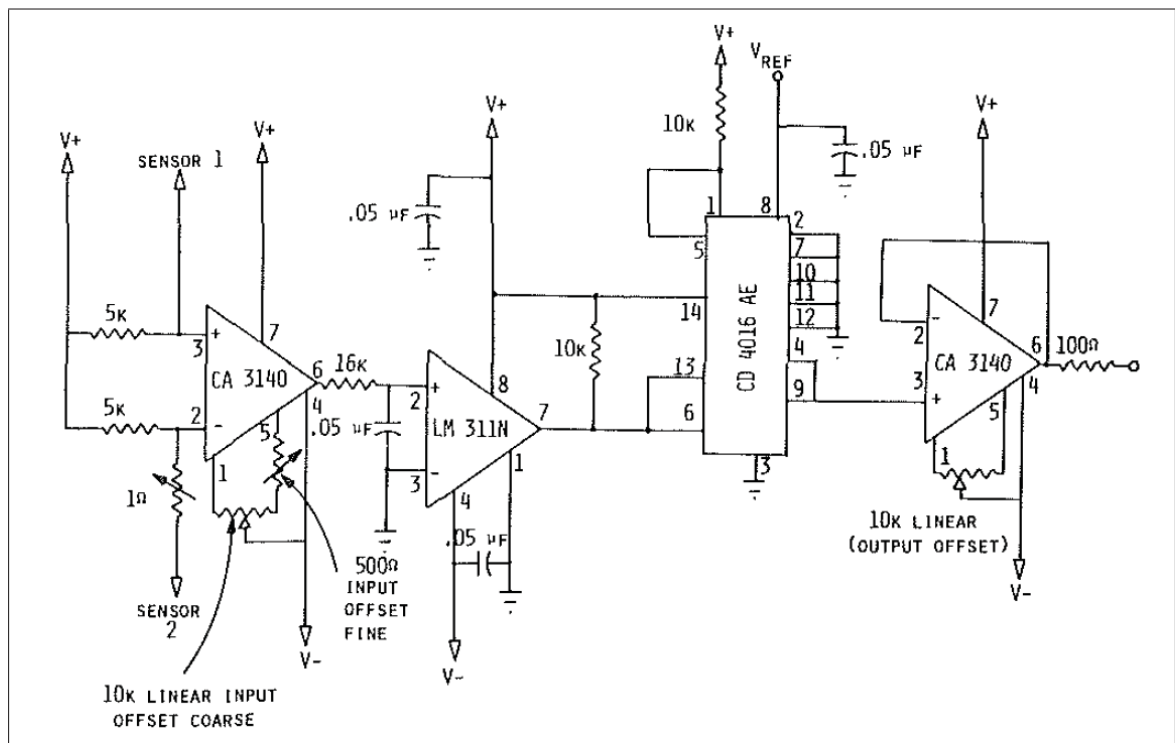 V+
V+
SENSOR 1
5K
3
+
7
CA 3140
6
16K
5K
2
-
4
5
1
1Ω
SENSOR
2
10K LINEAR INPUT
OFFSET COARSE
500Ω
INPUT
OFFSET
FINE
V-
V+
.05 µF
.05 µF
2
+
8
LM 311N
7
-
3
4
1
.05 µF
V-
10K
V+
10K
VREF
.05 µF
1
8
5
14
13
6
CD 4016 AE
2
7
10
11
12
4
9
3
V+
-
2
7
CA 3140
6
100Ω
3
+
4
5
1
10K LINEAR
(OUTPUT OFFSET)
V-